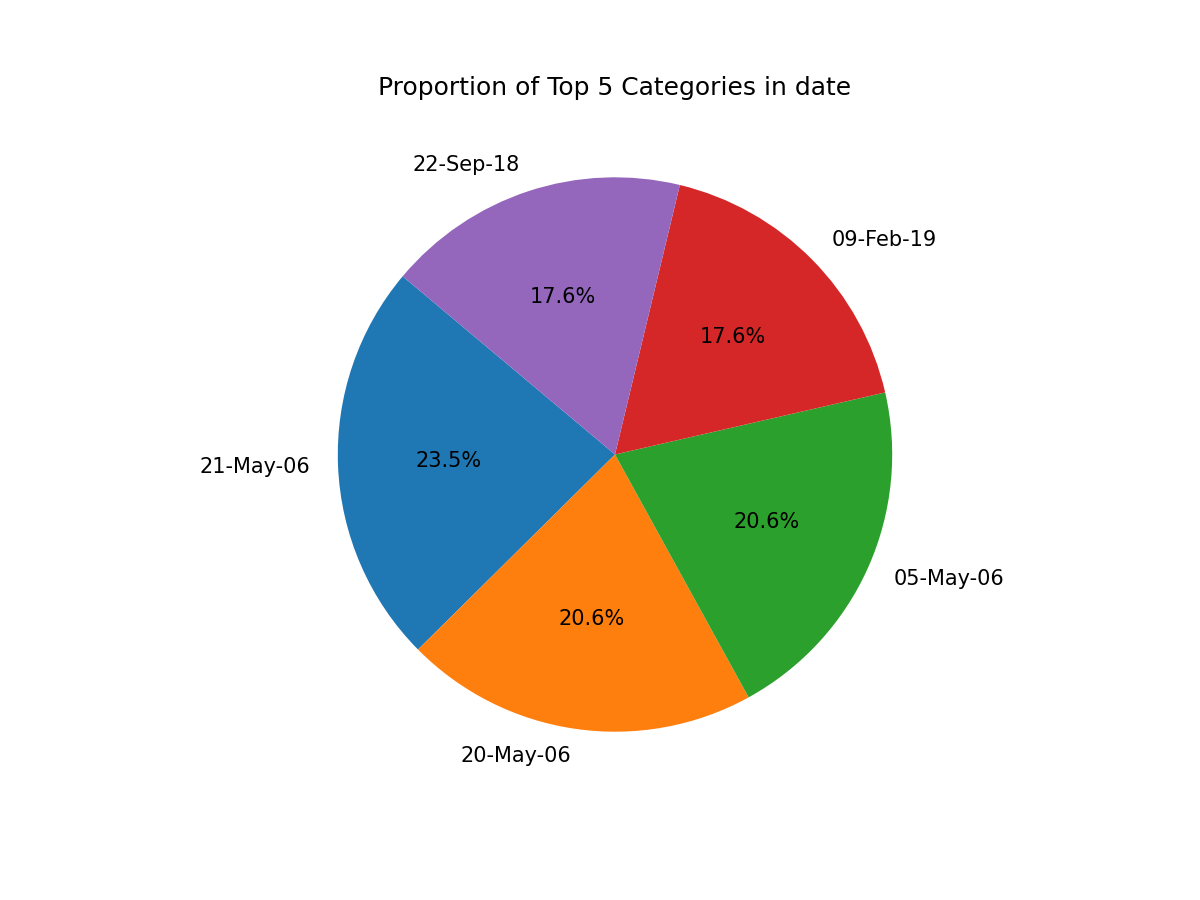 Proportion of Top 5 Categories in date
22-Sep-18
09-Feb-19
17.6%
17.6%
21-May-06
23.5%
20.6%
05-May-06
20.6%
20-May-06